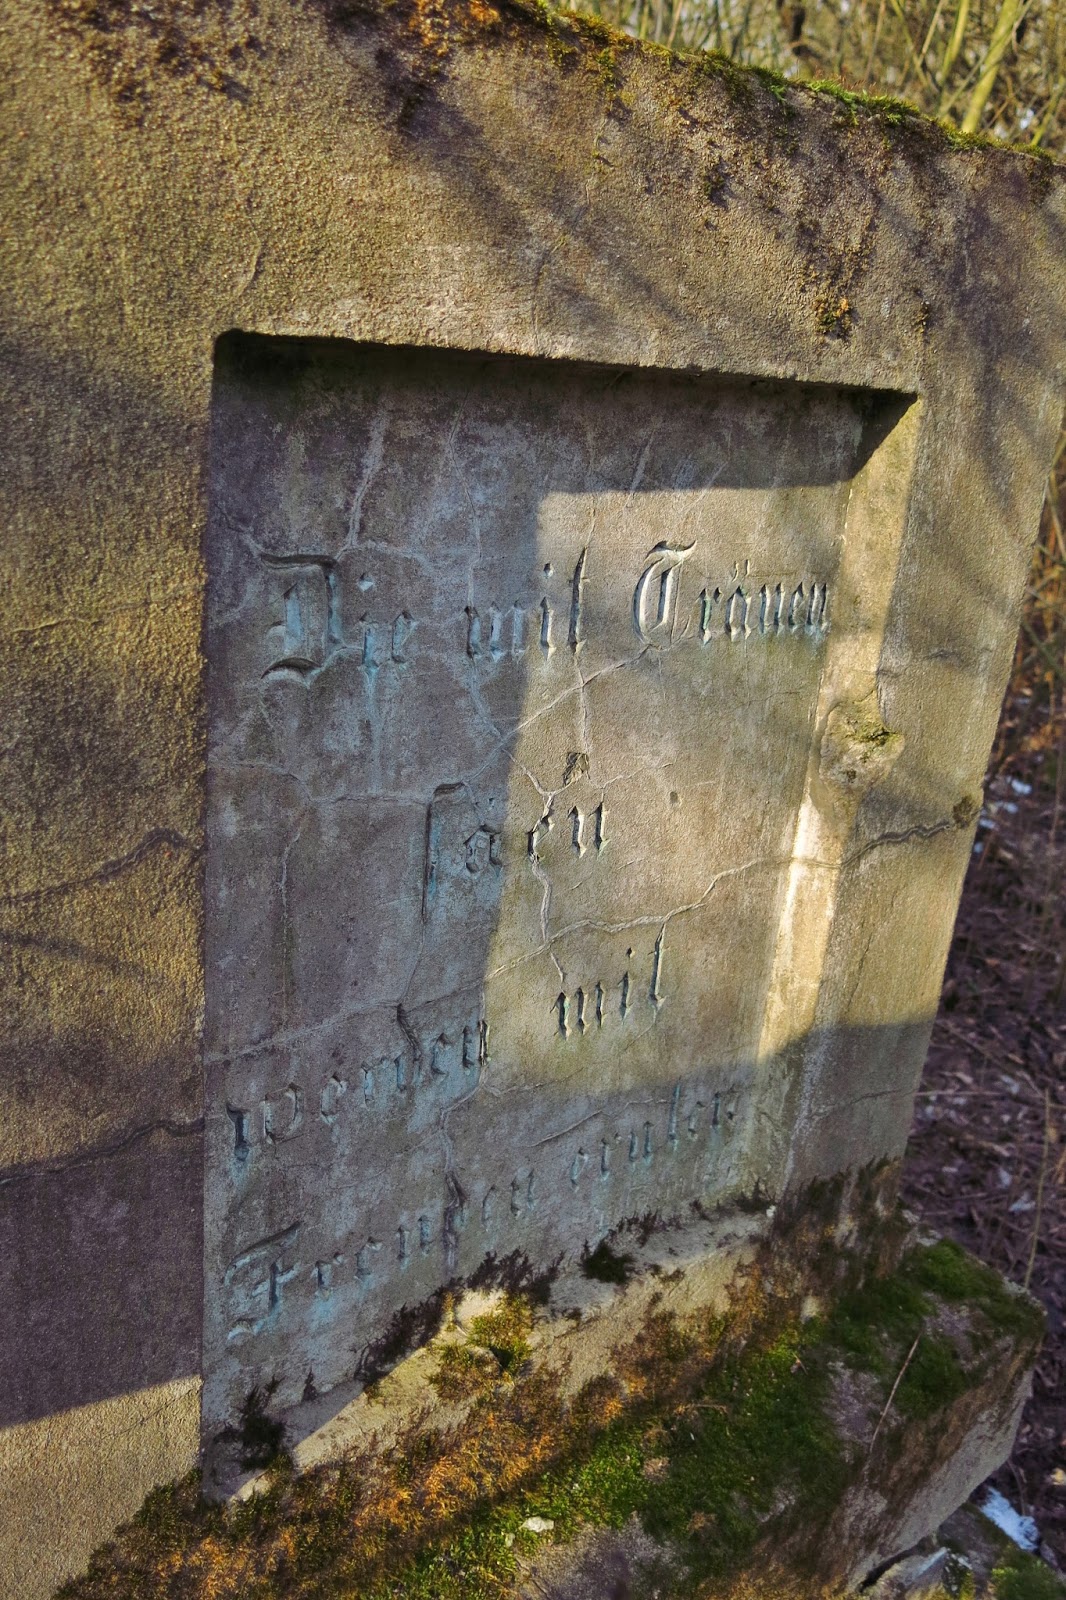 Die mit Tränen
säen
werden mit
Freuden ernten